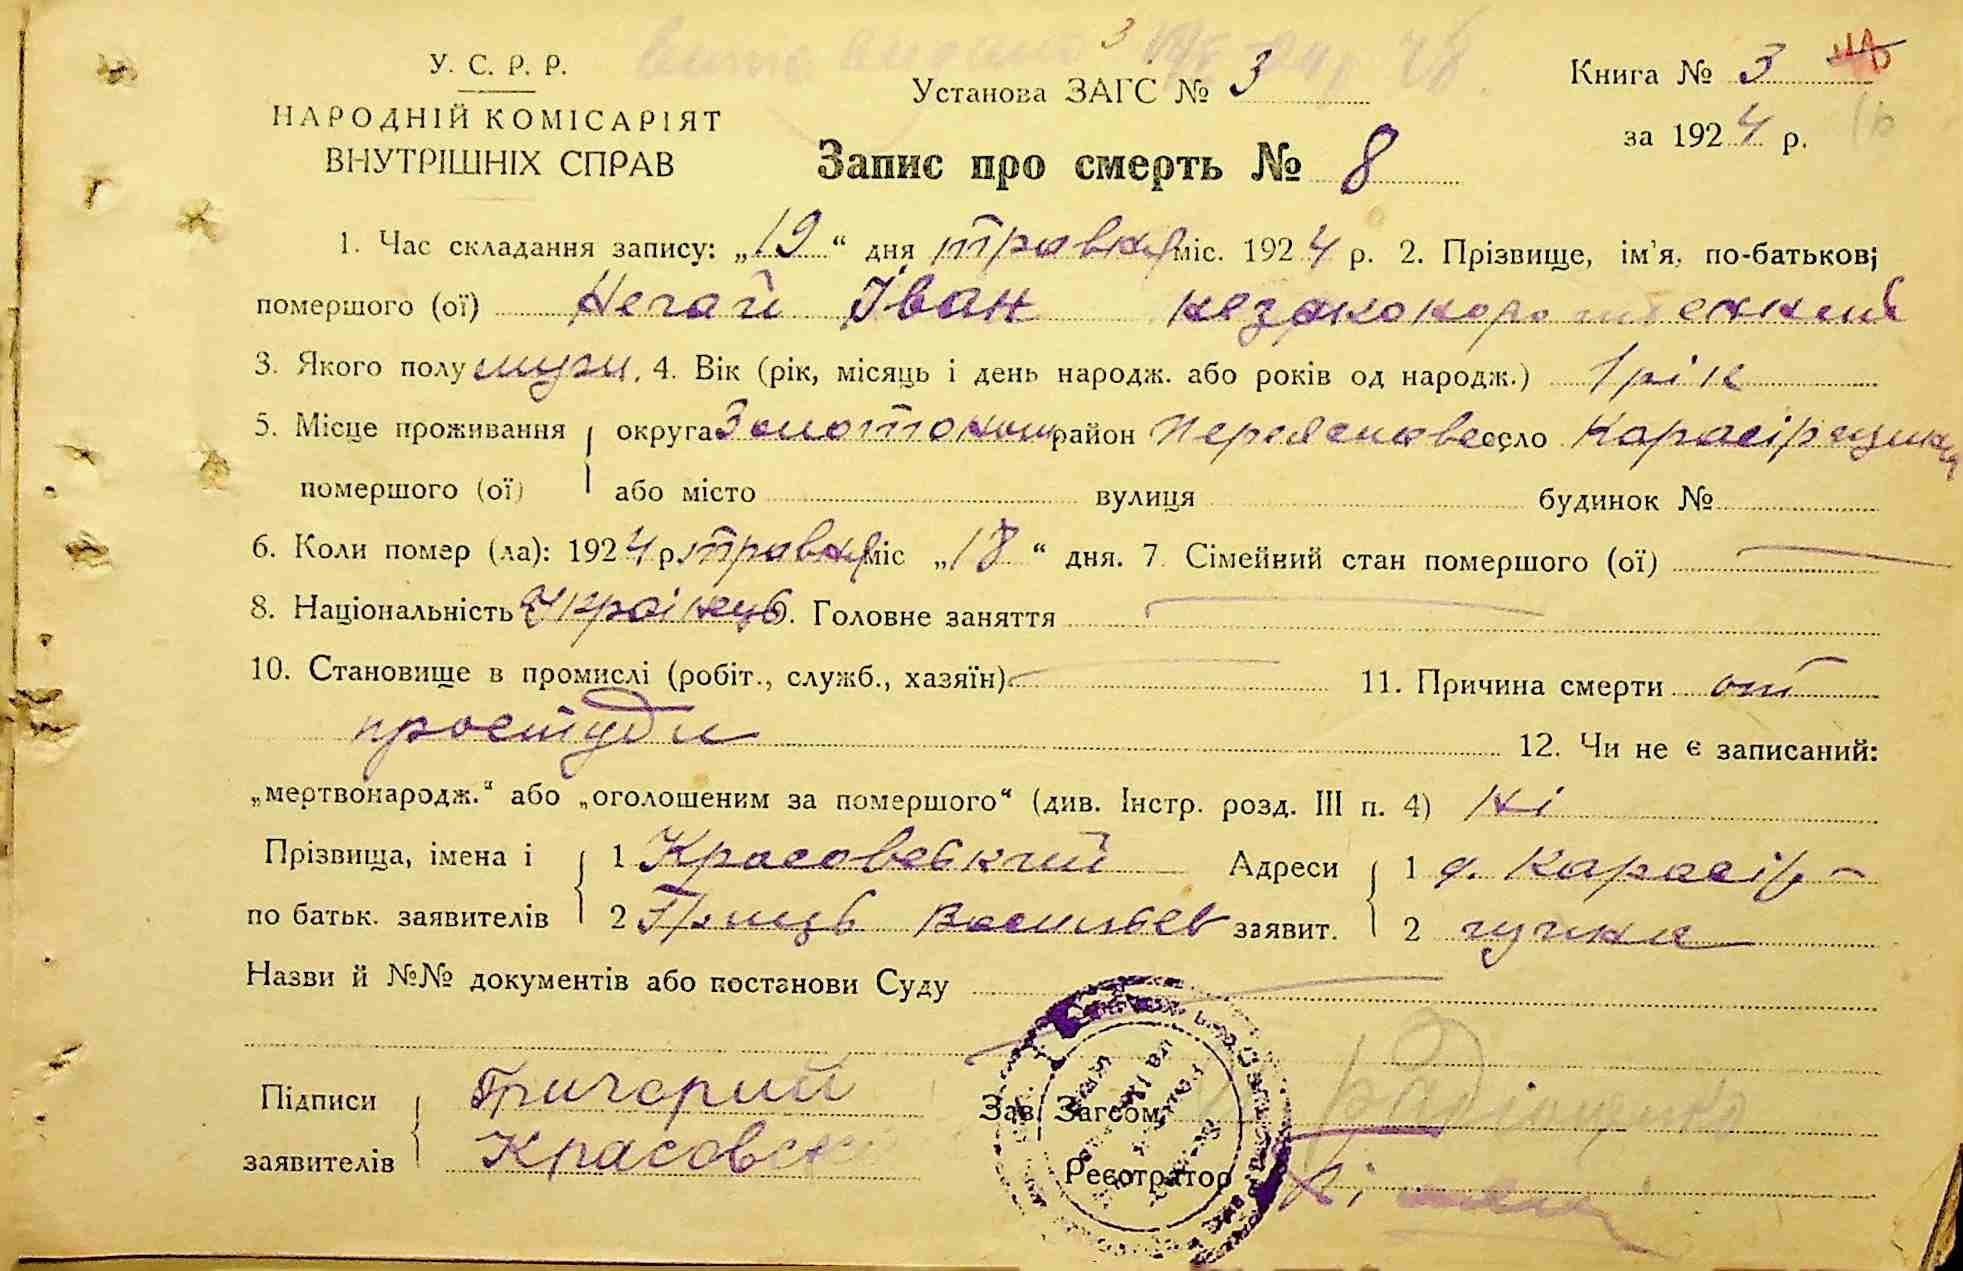 У. С. Р. Р.
НАРОДНІЙ КОМІСАРІЯТ
ВНУТРІШНІХ СПРАВ
Установа ЗАГС № 3
Книга № 3
за 1924 р.
Запис про смерть № 8
1. Час складання запису: „19“ дня травня міс. 1924 р. 2. Прізвище, ім’я, по-батькові
помершого (ої) Негай Іван
3. Якого полу муж. 4. Вік (рік, місяць і день народж. або років од народж.) 1 рік
5. Місце проживання округа Золотоніш район Переяславс село
помершого (ої) або місто вулиця будинок №
6. Коли помер (ла): 1924 р. травня міс „18“ дня. 7. Сімейний стан помершого (ої)
8. Національність Украінець 9. Головне заняття
10. Становище в промислі (робіт., служб., хазяїн) 11. Причина смерти от
простуди 12. Чи не є записаний:
„мертвонародж.“ або „оголошеним за помершого“ (див. Інстр. розд. III п. 4) Ні
Прізвища, імена і 1 Красовський Адреси 1
по батьк. заявителів 2 Гриць Васильев заявит. 2
Назви й №№ документів або постанови Суду
Підписи Григорий Зав. Загсом
заявителів Красовский Реєстратор